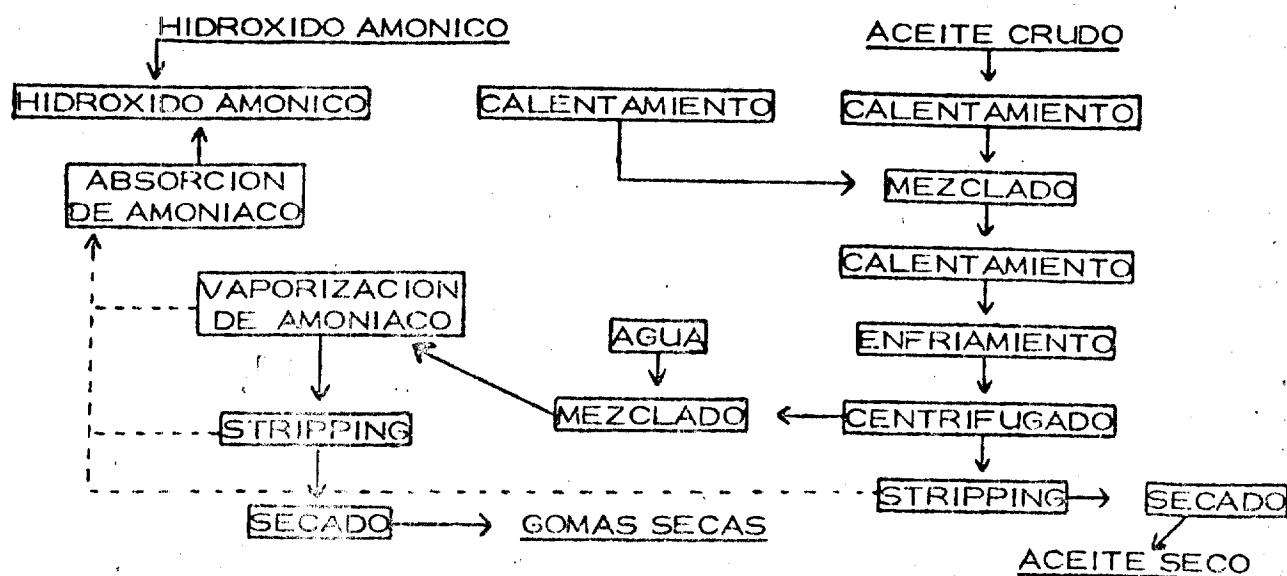 HIDROXIDO AMONICO
ACEITE CRUDO
HIDROXIDO AMONICO
CALENTAMIENTO
CALENTAMIENTO
ABSORCION
DE AMONIACO
MEZCLADO
CALENTAMIENTO
VAPORIZACION
DE AMONIACO
AGUA
ENFRIAMIENTO
STRIPPING
MEZCLADO
CENTRIFUGADO
STRIPPING
SECADO
SECADO
GOMAS SECAS
ACEITE SECO